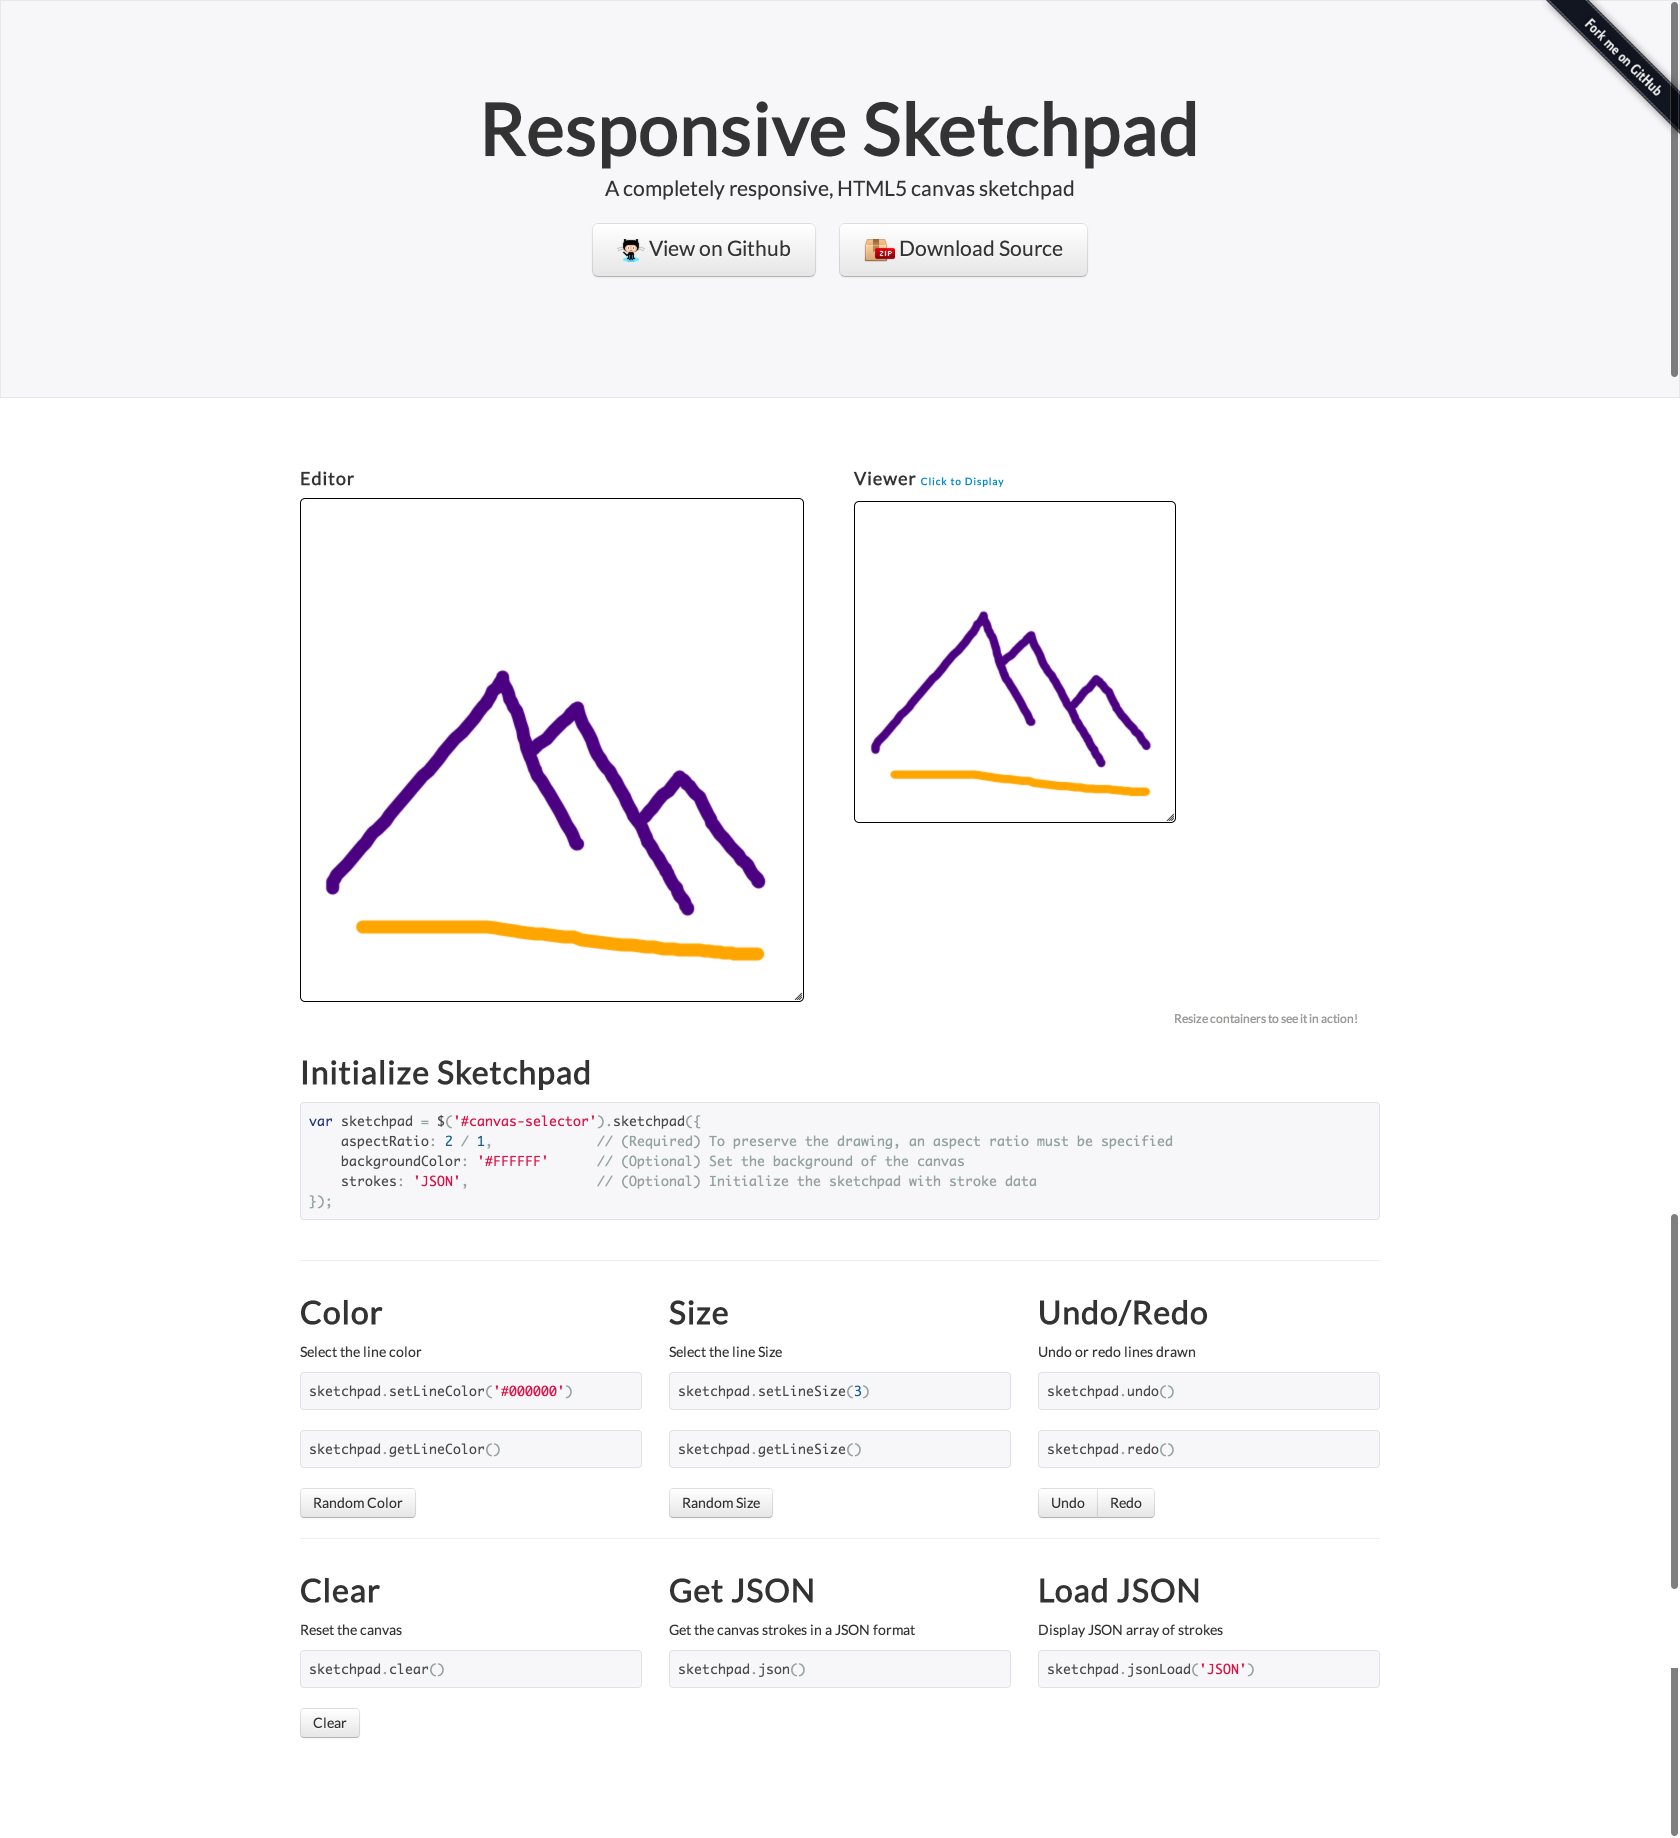 Fork me on GitHub
Responsive Sketchpad
A completely responsive, HTML5 canvas sketchpad
View on Github
ZIP Download Source
Editor
Viewer Click to Display
Resize containers to see it in action!
Initialize Sketchpad
var sketchpad = $('#canvas-selector').sketchpad({
    aspectRatio: 2 / 1,             // (Required) To preserve the drawing, an aspect ratio must be specified
    backgroundColor: '#FFFFFF'      // (Optional) Set the background of the canvas
    strokes: 'JSON',                // (Optional) Initialize the sketchpad with stroke data
});
Color
Select the line color
sketchpad.setLineColor('#000000')
sketchpad.getLineColor()
Random Color
Size
Select the line Size
sketchpad.setLineSize(3)
sketchpad.getLineSize()
Random Size
Undo/Redo
Undo or redo lines drawn
sketchpad.undo()
sketchpad.redo()
Undo Redo
Clear
Reset the canvas
sketchpad.clear()
Clear
Get JSON
Get the canvas strokes in a JSON format
sketchpad.json()
Load JSON
Display JSON array of strokes
sketchpad.jsonLoad('JSON')